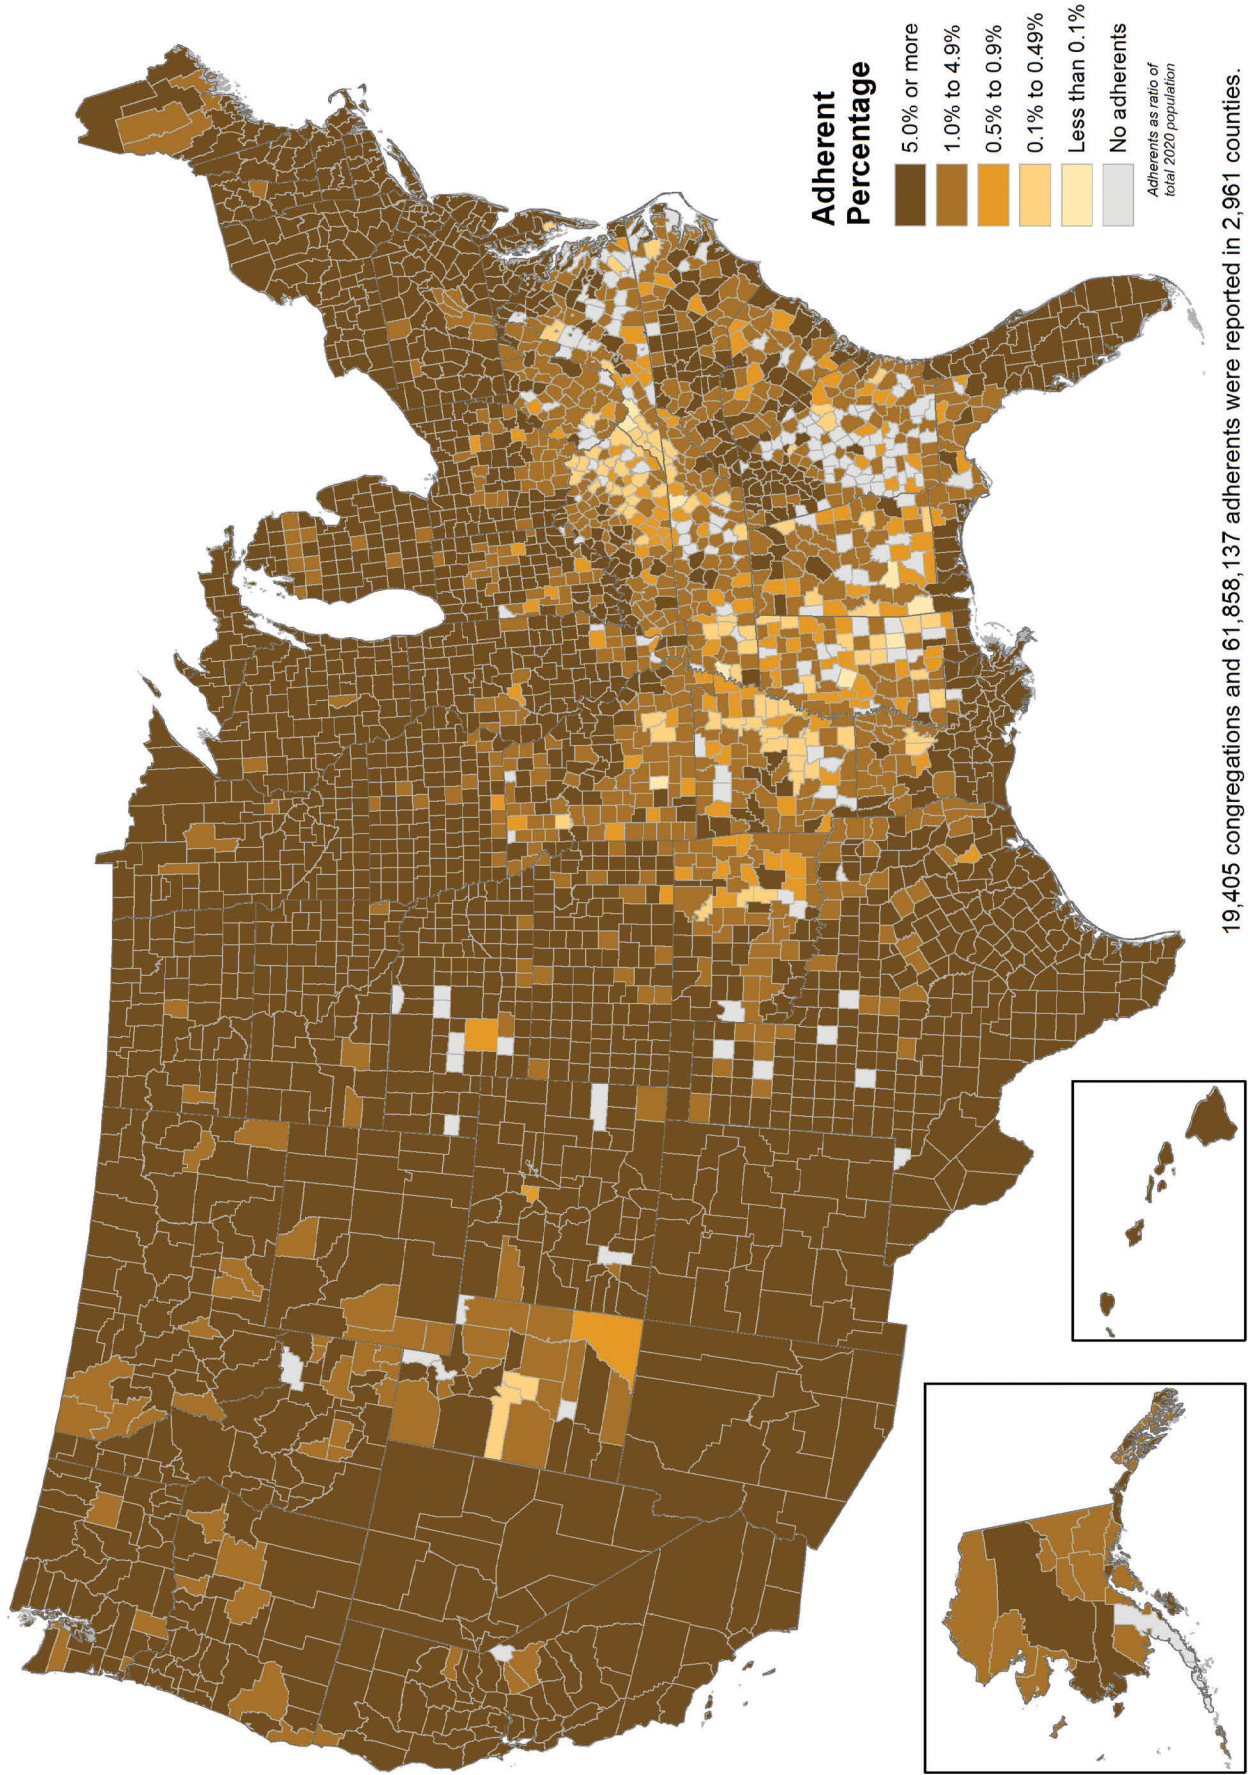 Adherent
Percentage
5.0% or more
1.0% to 4.9%
0.5% to 0.9%
0.1% to 0.49%
Less than 0.1%
No adherents
Adherents as ratio of
total 2020 population
19,405 congregations and 61,858,137 adherents were reported in 2,961 counties.